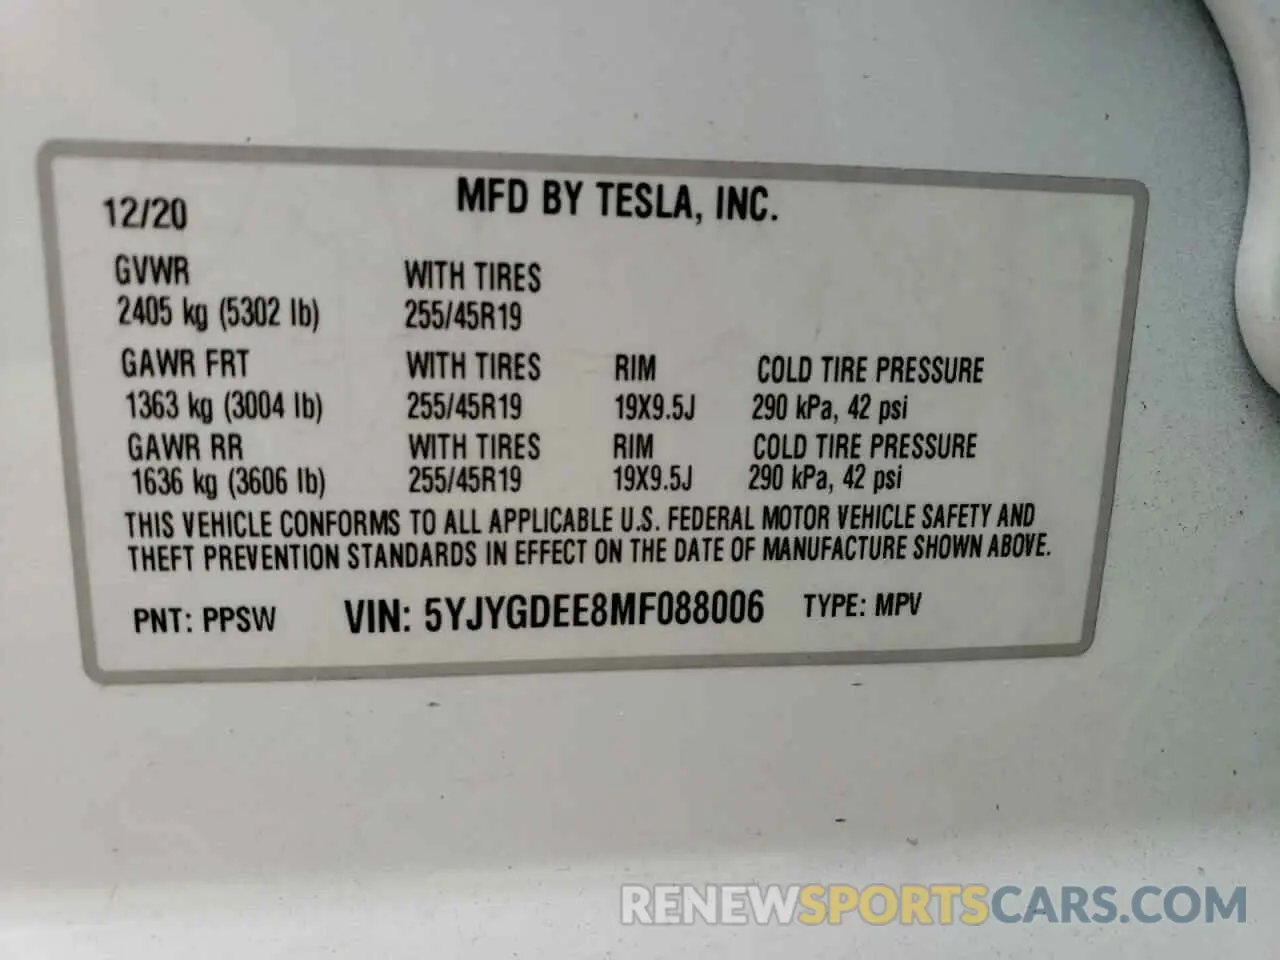 12/20 MFD BY TESLA, INC.
GVWR WITH TIRES
2405 kg (5302 lb) 255/45R19
GAWR FRT WITH TIRES RIM COLD TIRE PRESSURE
1363 kg (3004 lb) 255/45R19 19X9.5J 290 kPa, 42 psi
GAWR RR WITH TIRES RIM COLD TIRE PRESSURE
1636 kg (3606 lb) 255/45R19 19X9.5J 290 kPa, 42 psi
THIS VEHICLE CONFORMS TO ALL APPLICABLE U.S. FEDERAL MOTOR VEHICLE SAFETY AND
THEFT PREVENTION STANDARDS IN EFFECT ON THE DATE OF MANUFACTURE SHOWN ABOVE.
PNT: PPSW VIN: 5YJYGDEE8MF088006 TYPE: MPV
RENEWSPORTSCARS.COM